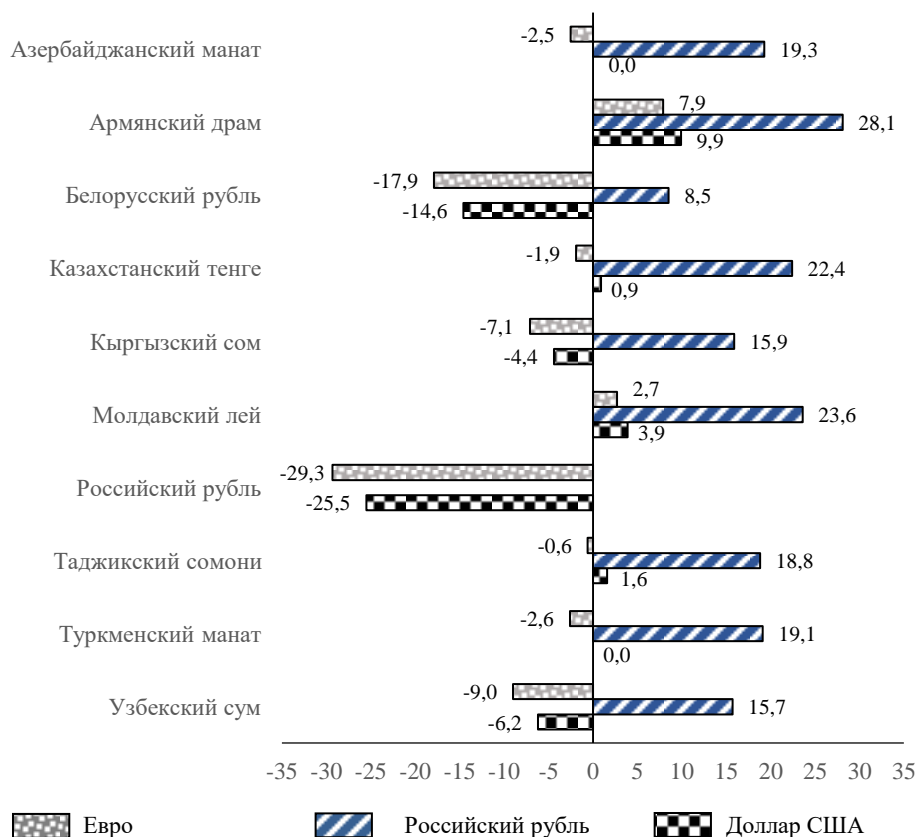 -2,5
Азербайджанский манат
19,3
0,0
7,9
Армянский драм
28,1
9,9
-17,9
Белорусский рубль
8,5
-14,6
-1,9
Казахстанский тенге
22,4
0,9
-7,1
Кыргызский сом
15,9
-4,4
2,7
Молдавский лей
23,6
3,9
-29,3
Российский рубль
-25,5
-0,6
Таджикский сомони
18,8
1,6
-2,6
Туркменский манат
19,1
0,0
-9,0
Узбекский сум
15,7
-6,2
-35 -30 -25 -20 -15 -10 -5 0 5 10 15 20 25 30 35
Евро Российский рубль Доллар США